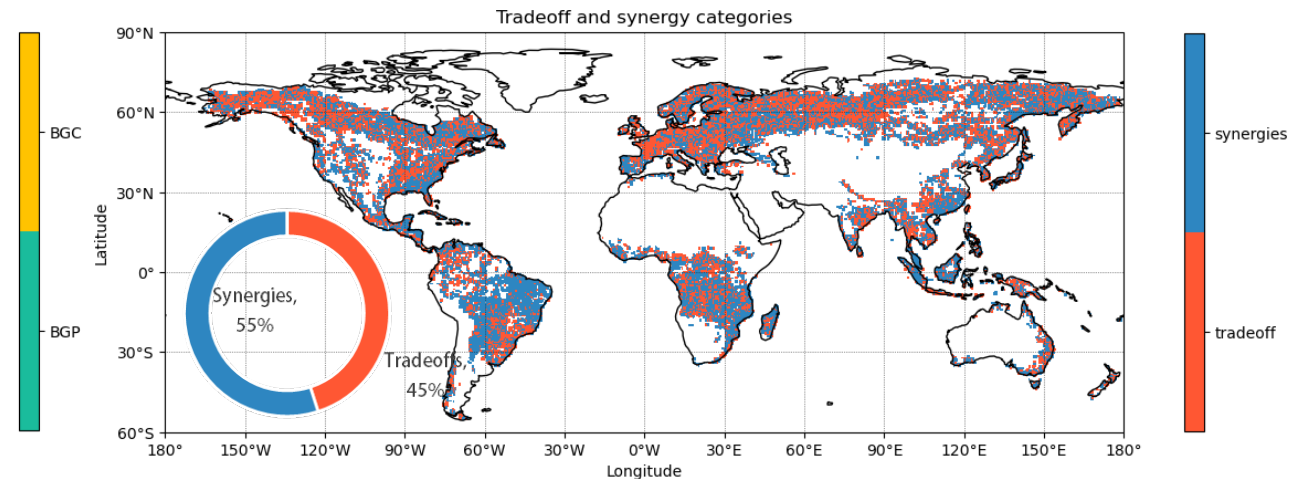 Tradeoff and synergy categories
90°N
60°N
30°N
0°
30°S
60°S
Latitude
BGC
BGP
Synergies,
55%
Tradeoffs,
45%
180°
150°W
120°W
90°W
60°W
30°W
0°W
30°E
60°E
90°E
120°E
150°E
180°
Longitude
synergies
tradeoff